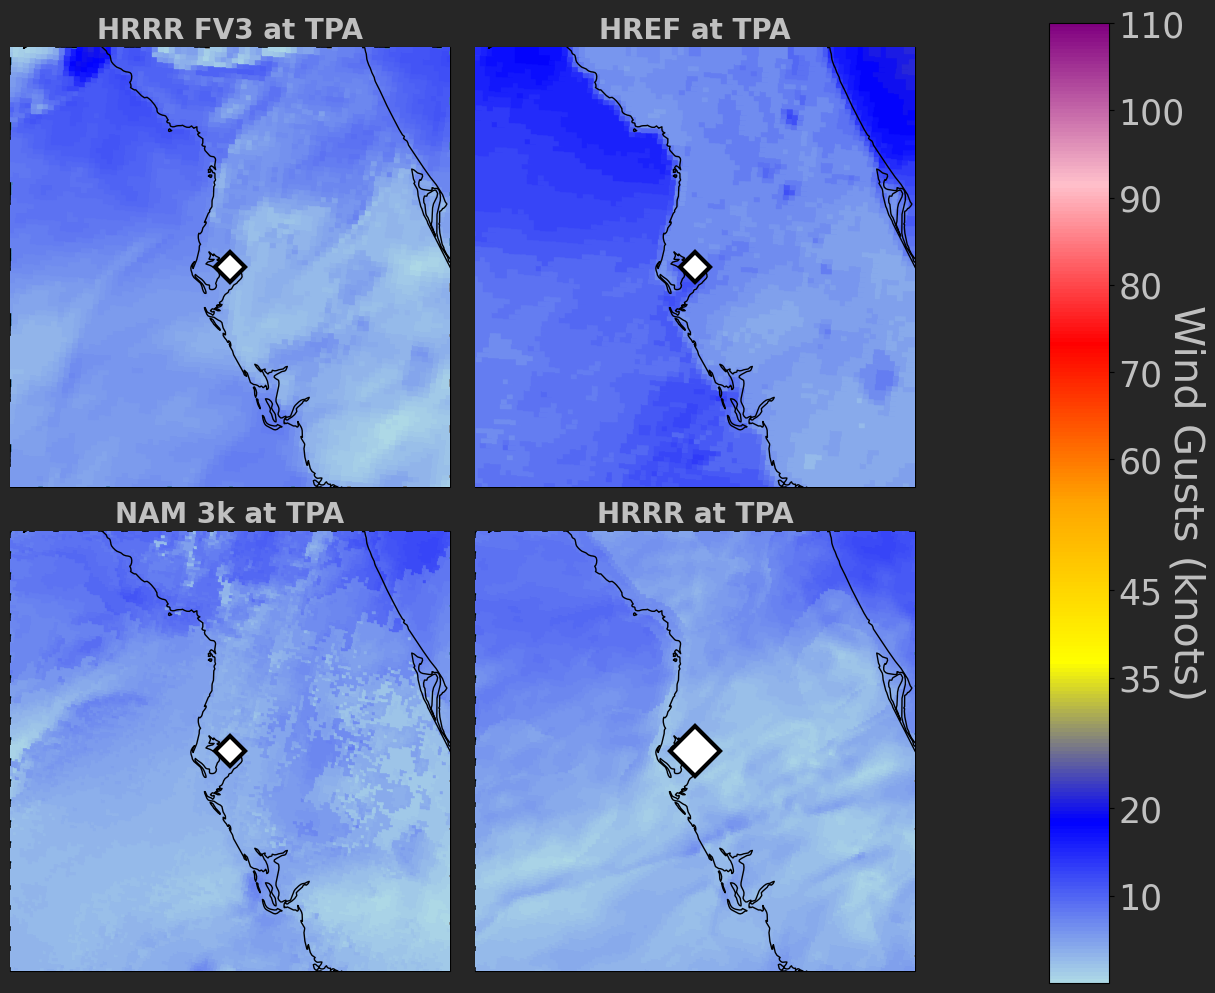 HRRR FV3 at TPA
HREF at TPA
NAM 3k at TPA
HRRR at TPA
110
100
90
80
70
60
45
35
20
10
Wind Gusts (knots)